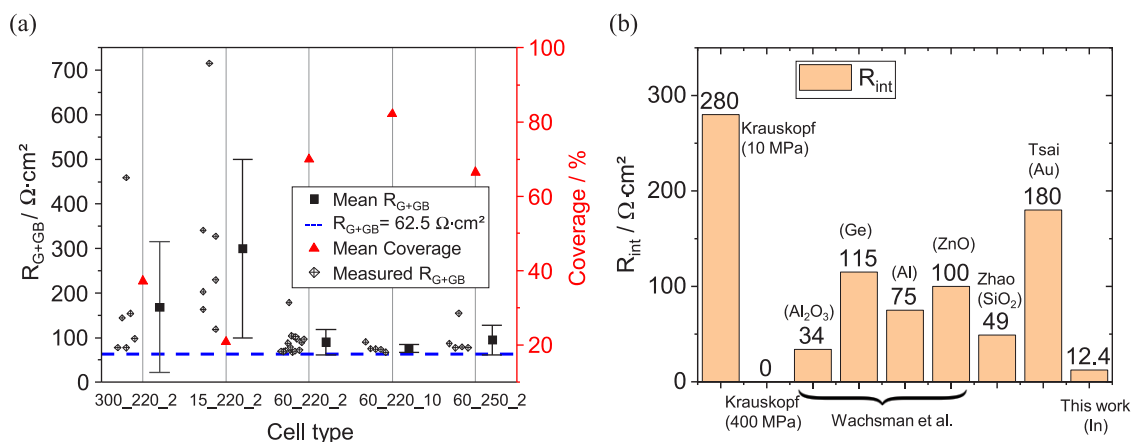 (a)
700
600
500
400
300
200
100
0
R_G+GB / Ω·cm²
100
80
60
40
20
Coverage / %
Mean R_G+GB
R_G+GB= 62.5 Ω·cm²
Mean Coverage
Measured R_G+GB
300_220_2 15_220_2 60_220_2 60_220_10 60_250_2
Cell type
(b)
300
200
100
0
R_int / Ω·cm²
R_int
280
Krauskopf
(10 MPa)
0
Krauskopf
(400 MPa)
(Al₂O₃)
34
(Ge)
115
(Al)
75
(ZnO)
100
Wachsman et al.
Zhao
(SiO₂)
49
Tsai
(Au)
180
12.4
This work
(In)